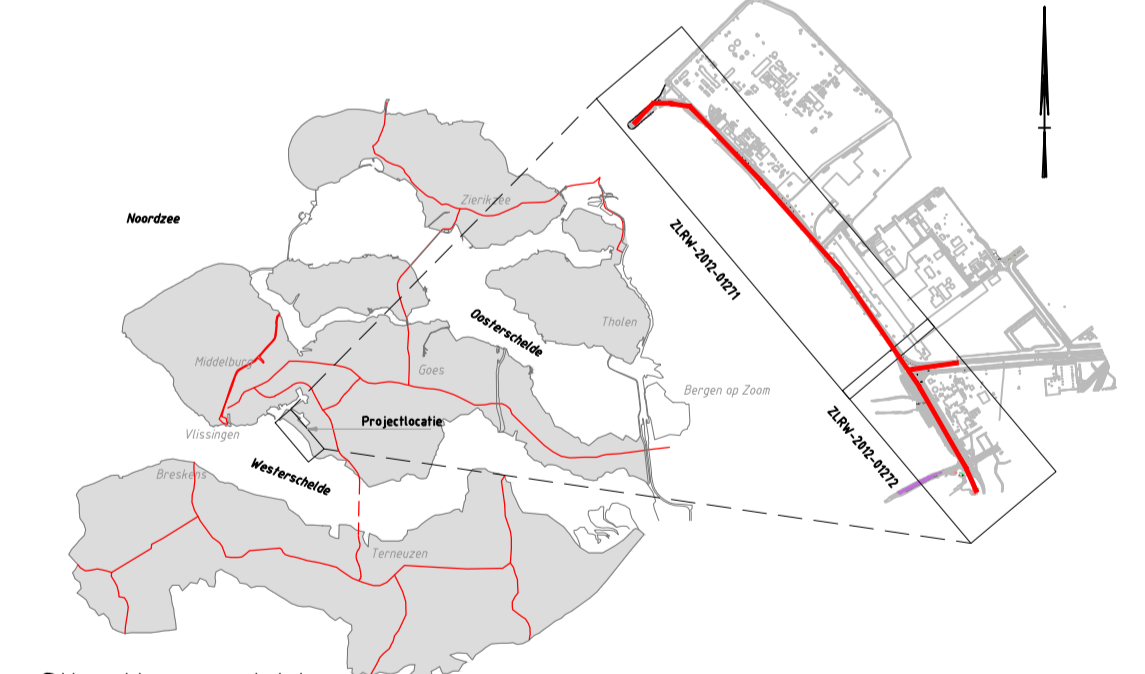 Noordzee
Zierikzee
ZLRW-2012-01271
Oosterschelde
Tholen
Middelburg
Goes
Bergen op Zoom
Projectlocatie
ZLRW-2012-01272
Vlissingen
Westerschelde
Breskens
Terneuzen